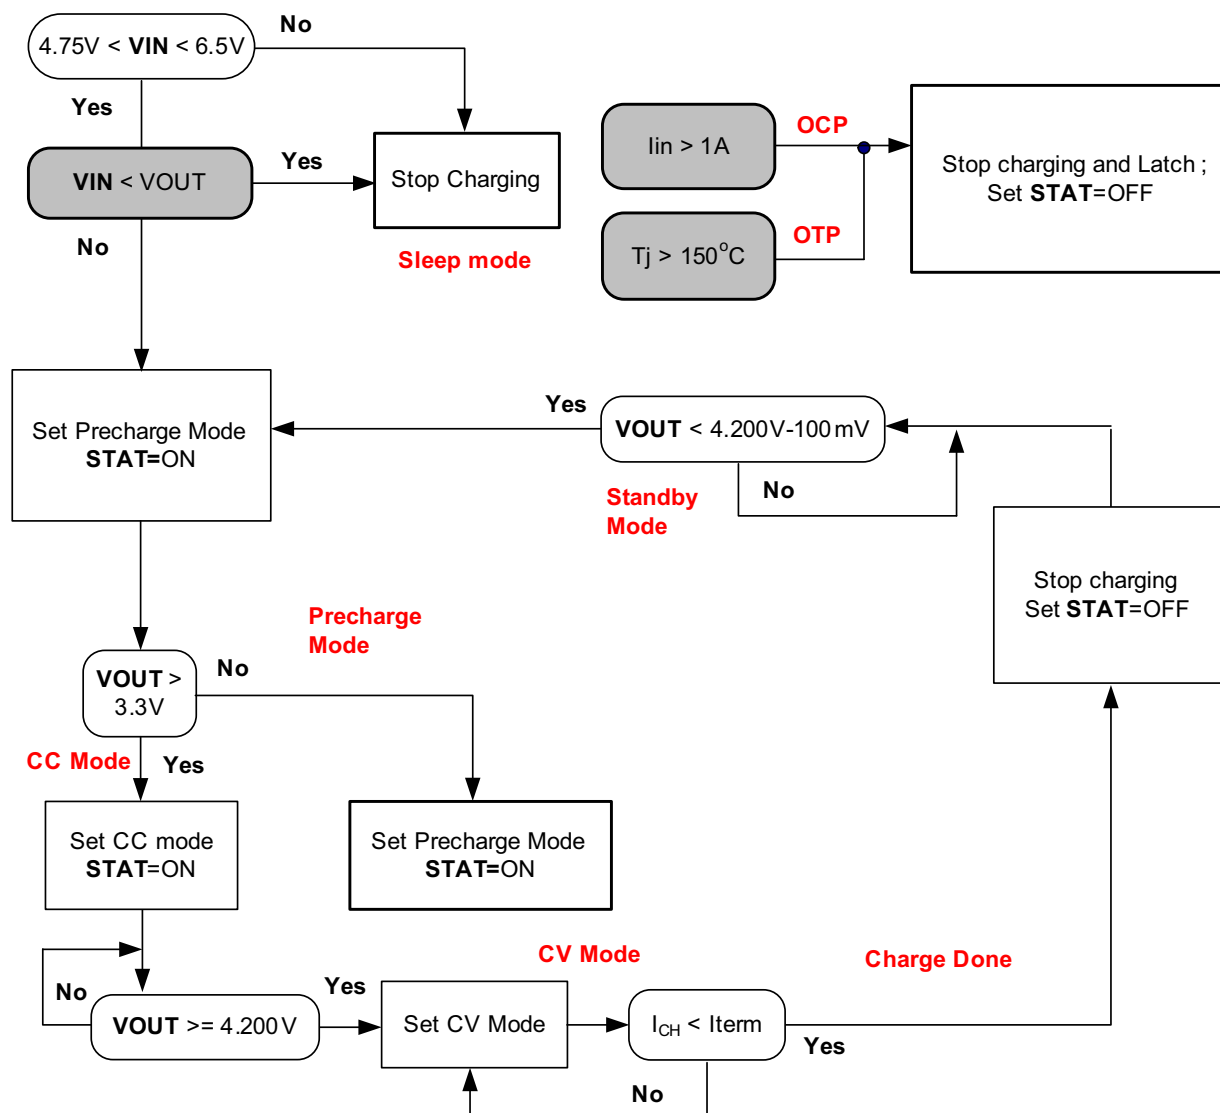 No
4.75V < VIN < 6.5V
Yes
VIN < VOUT
Yes
Stop Charging
No
Sleep mode
Iin > 1A
OCP
Tj > 150°C
OTP
Stop charging and Latch ;
Set STAT=OFF
Set Precharge Mode
STAT=ON
Yes
VOUT < 4.200V-100mV
No
Standby
Mode
Stop charging
Set STAT=OFF
Precharge
Mode
VOUT >
3.3V
No
CC Mode
Yes
Set CC mode
STAT=ON
Set Precharge Mode
STAT=ON
CV Mode
Charge Done
No
VOUT >= 4.200V
Yes
Set CV Mode
ICH < Iterm
Yes
No